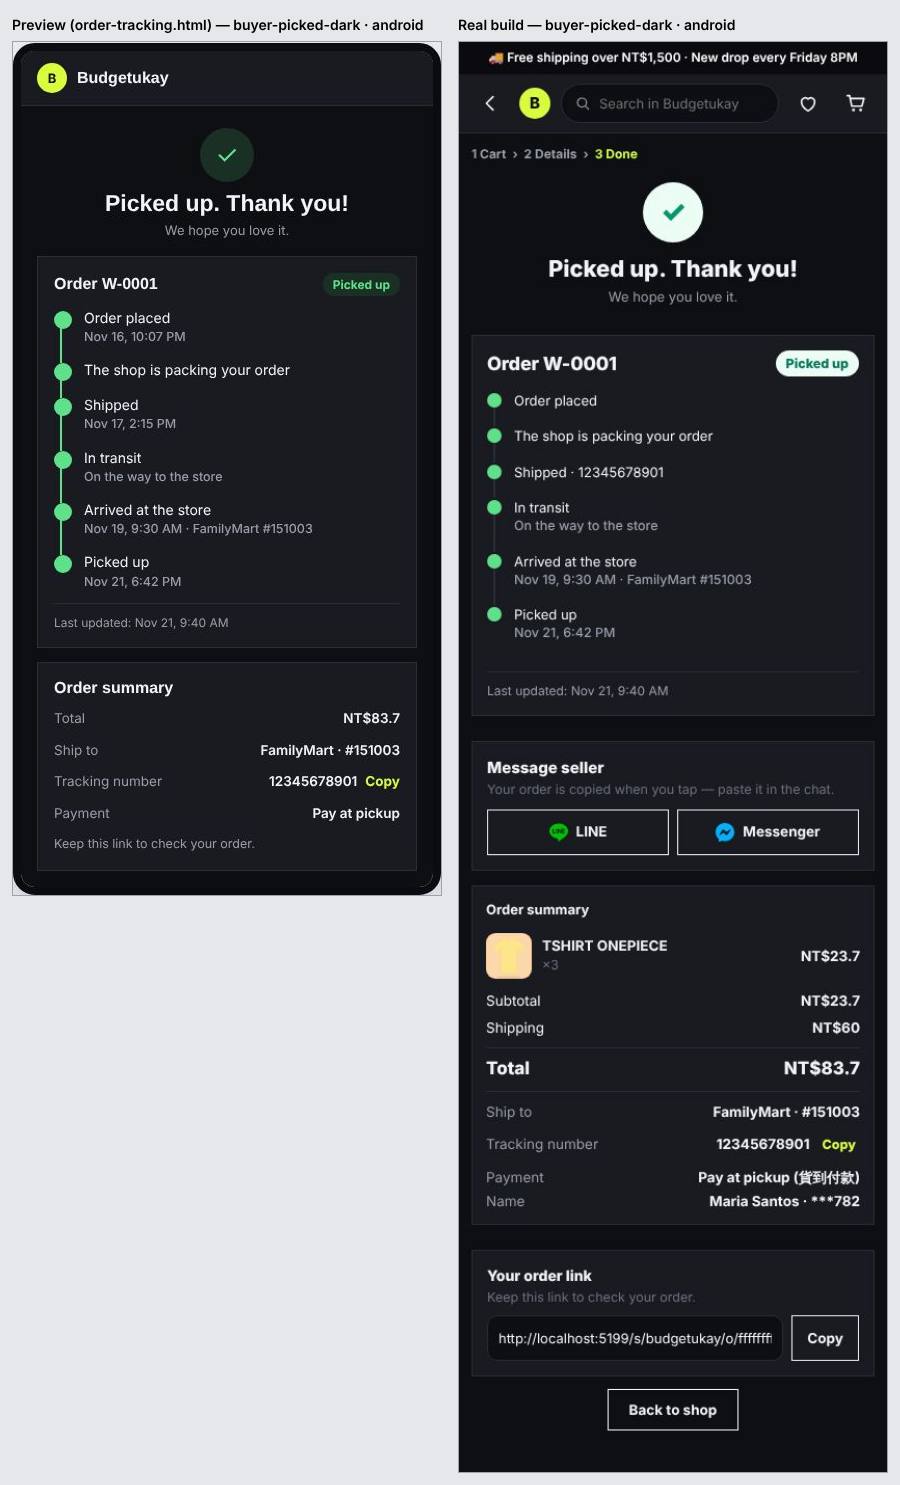 Preview (order-tracking.html) — buyer-picked-dark · android
B Budgetukay
Picked up. Thank you!
We hope you love it.
Order W-0001 Picked up
Order placed
Nov 16, 10:07 PM
The shop is packing your order
Shipped
Nov 17, 2:15 PM
In transit
On the way to the store
Arrived at the store
Nov 19, 9:30 AM · FamilyMart #151003
Picked up
Nov 21, 6:42 PM
Last updated: Nov 21, 9:40 AM
Order summary
Total NT$83.7
Ship to FamilyMart · #151003
Tracking number 12345678901 Copy
Payment Pay at pickup
Keep this link to check your order.
Real build — buyer-picked-dark · android
🚚 Free shipping over NT$1,500 · New drop every Friday 8PM
B Search in Budgetukay
1 Cart › 2 Details › 3 Done
Picked up. Thank you!
We hope you love it.
Order W-0001 Picked up
Order placed
The shop is packing your order
Shipped · 12345678901
In transit
On the way to the store
Arrived at the store
Nov 19, 9:30 AM · FamilyMart #151003
Picked up
Nov 21, 6:42 PM
Last updated: Nov 21, 9:40 AM
Message seller
Your order is copied when you tap — paste it in the chat.
LINE Messenger
Order summary
TSHIRT ONEPIECE
×3 NT$23.7
Subtotal NT$23.7
Shipping NT$60
Total NT$83.7
Ship to FamilyMart · #151003
Tracking number 12345678901 Copy
Payment Pay at pickup (貨到付款)
Name Maria Santos · ***782
Your order link
Keep this link to check your order.
http://localhost:5199/s/budgetukay/o/fffffff Copy
Back to shop